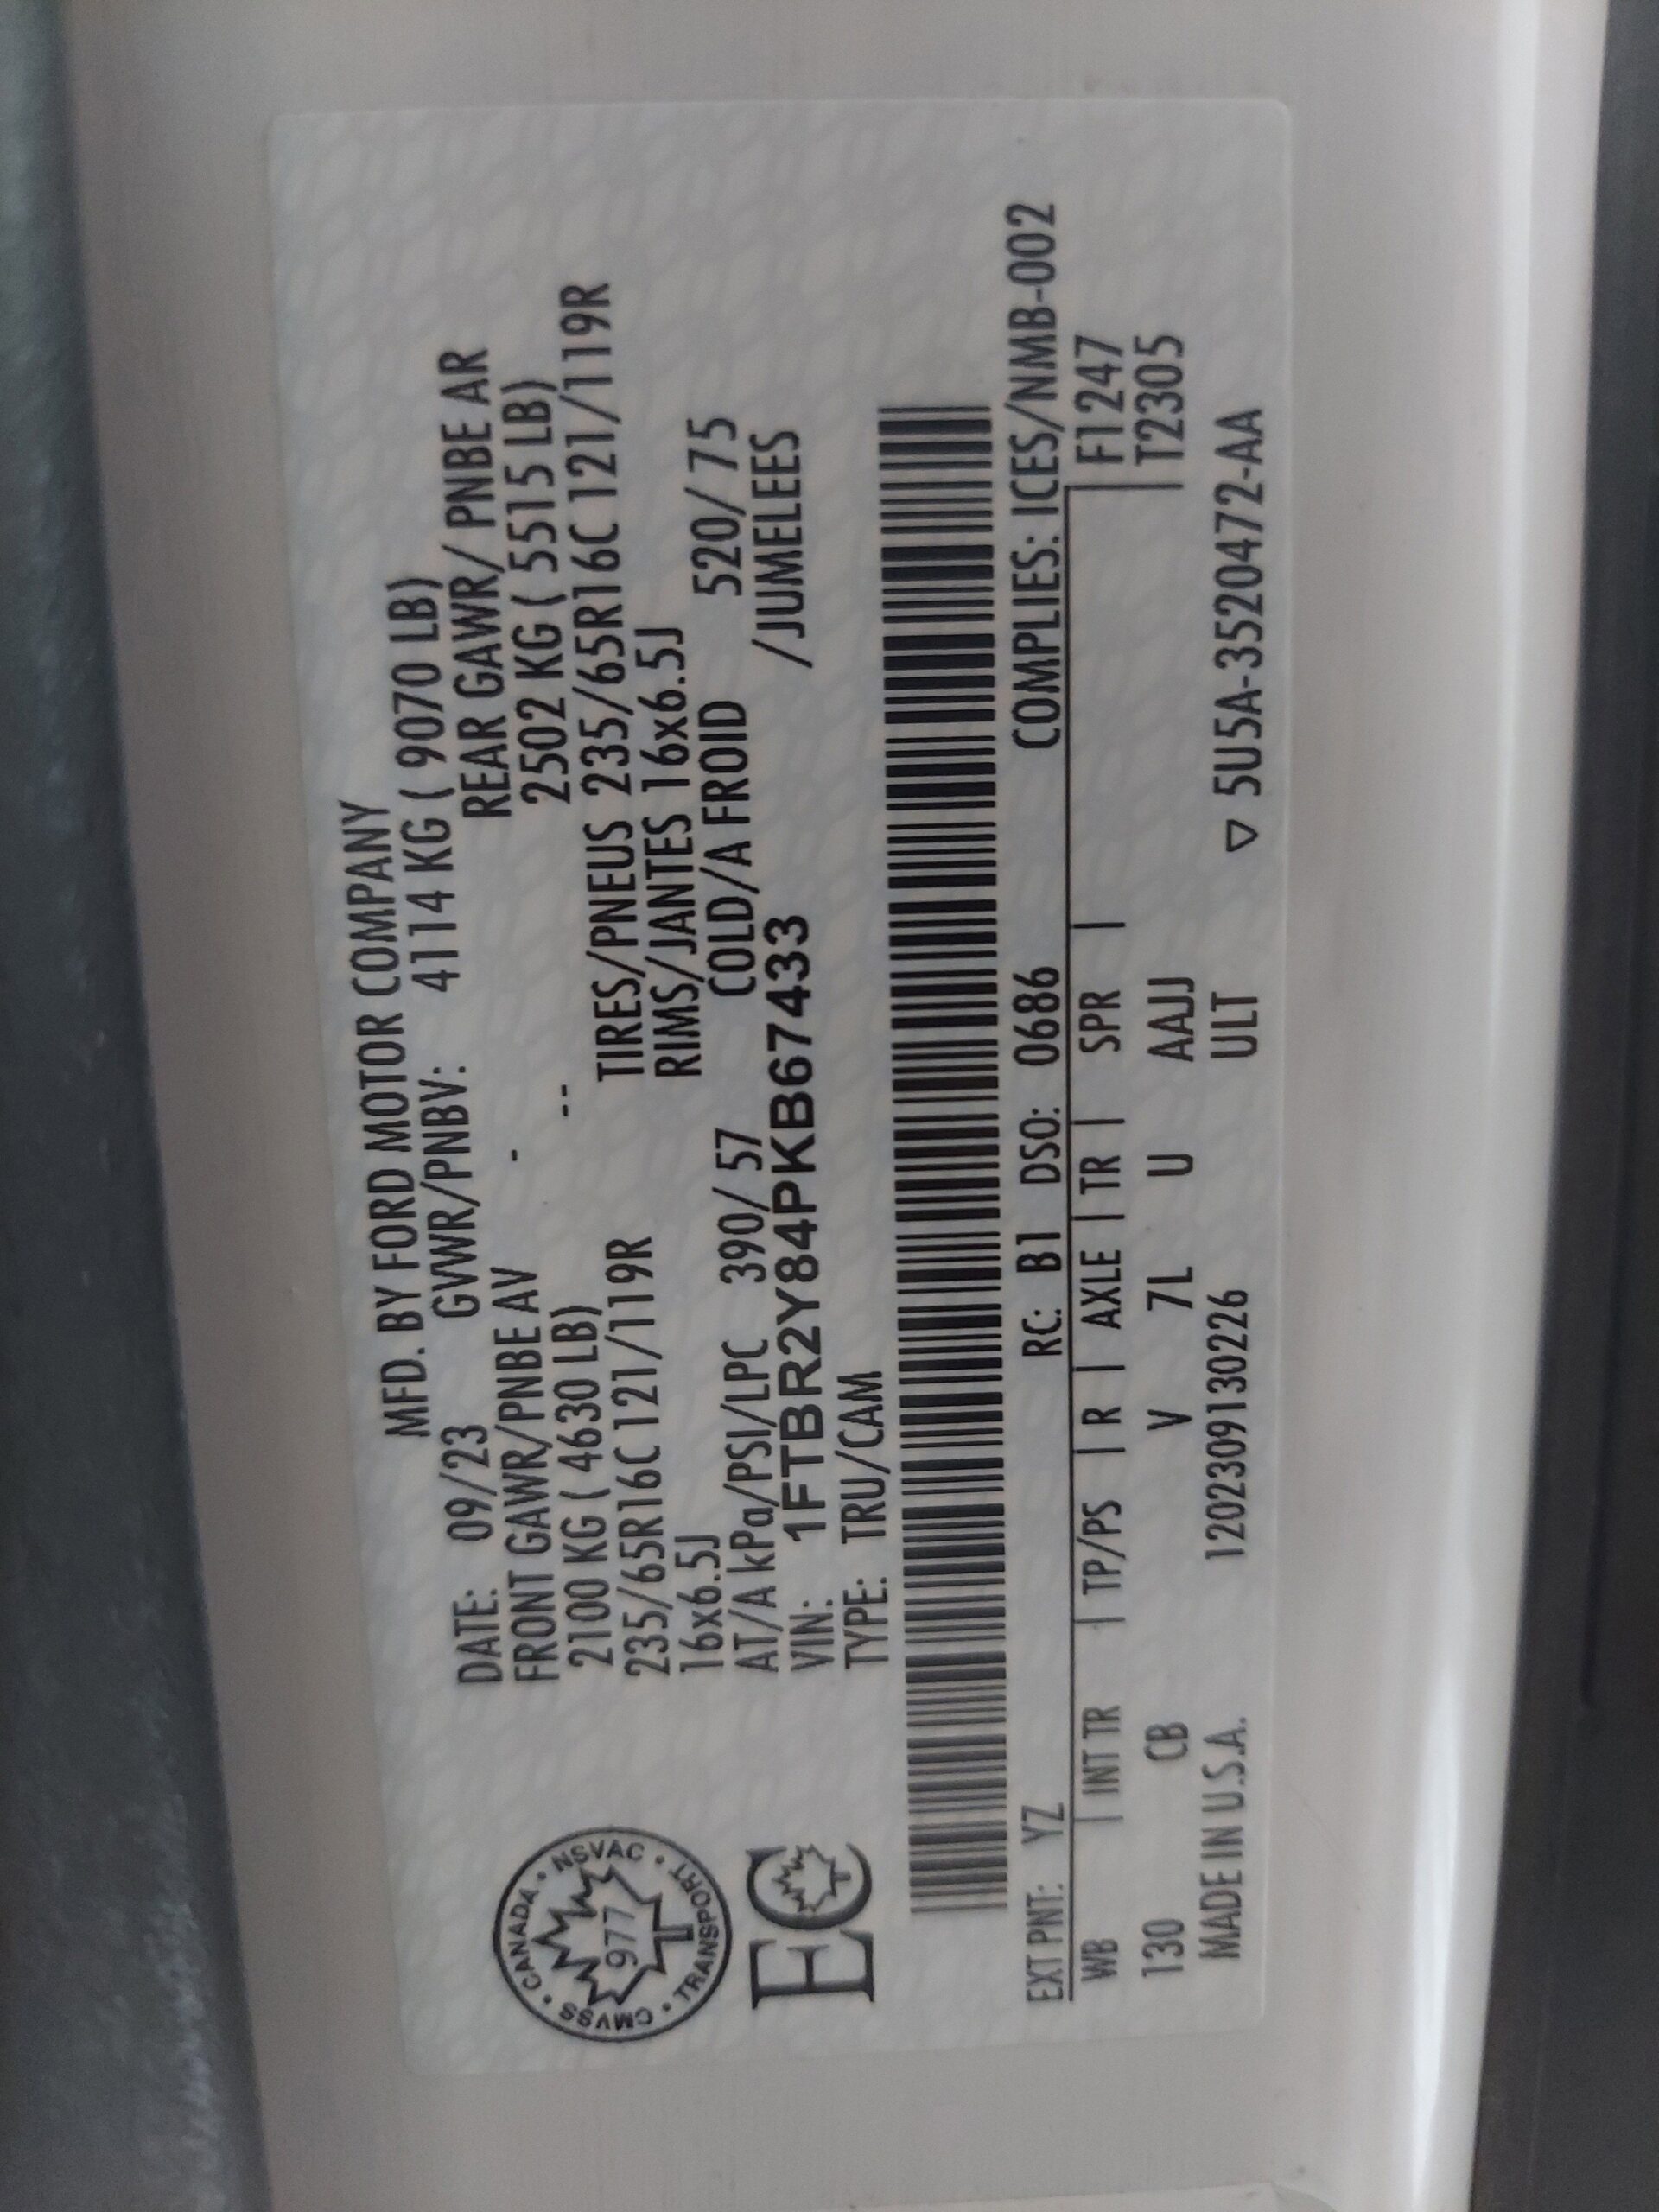 MFD. BY FORD MOTOR COMPANY
DATE: 09/23 GVWR/PNBV: 4114 KG ( 9070 LB)
FRONT GAWR/PNBE AV - REAR GAWR/ PNBE AR
2100 KG ( 4630 LB) -- 2502 KG ( 5515 LB)
235/65R16C 121/119R TIRES/PNEUS 235/65R16C 121/119R
16x6.5J RIMS/JANTES 16x6.5J
AT/A kPa/PSI/LPC 390/ 57 COLD/A FROID 520/ 75
VIN: 1FTBR2Y84PKB67433 /JUMELEES
TYPE: TRU/CAM
CANADA • NSVAC • TRANSPORT • CMVSS •
977
EC
EXT PNT: YZ RC: B1 DSO: 0686 COMPLIES: ICES/NMB-002
WB | INT TR | TP/PS | R | AXLE | TR | SPR | F1247
130 CB V 7L U AAJJ T2305
MADE IN U.S.A. 120230913022​6 ULT ▽ 5U5A-3520472-AA